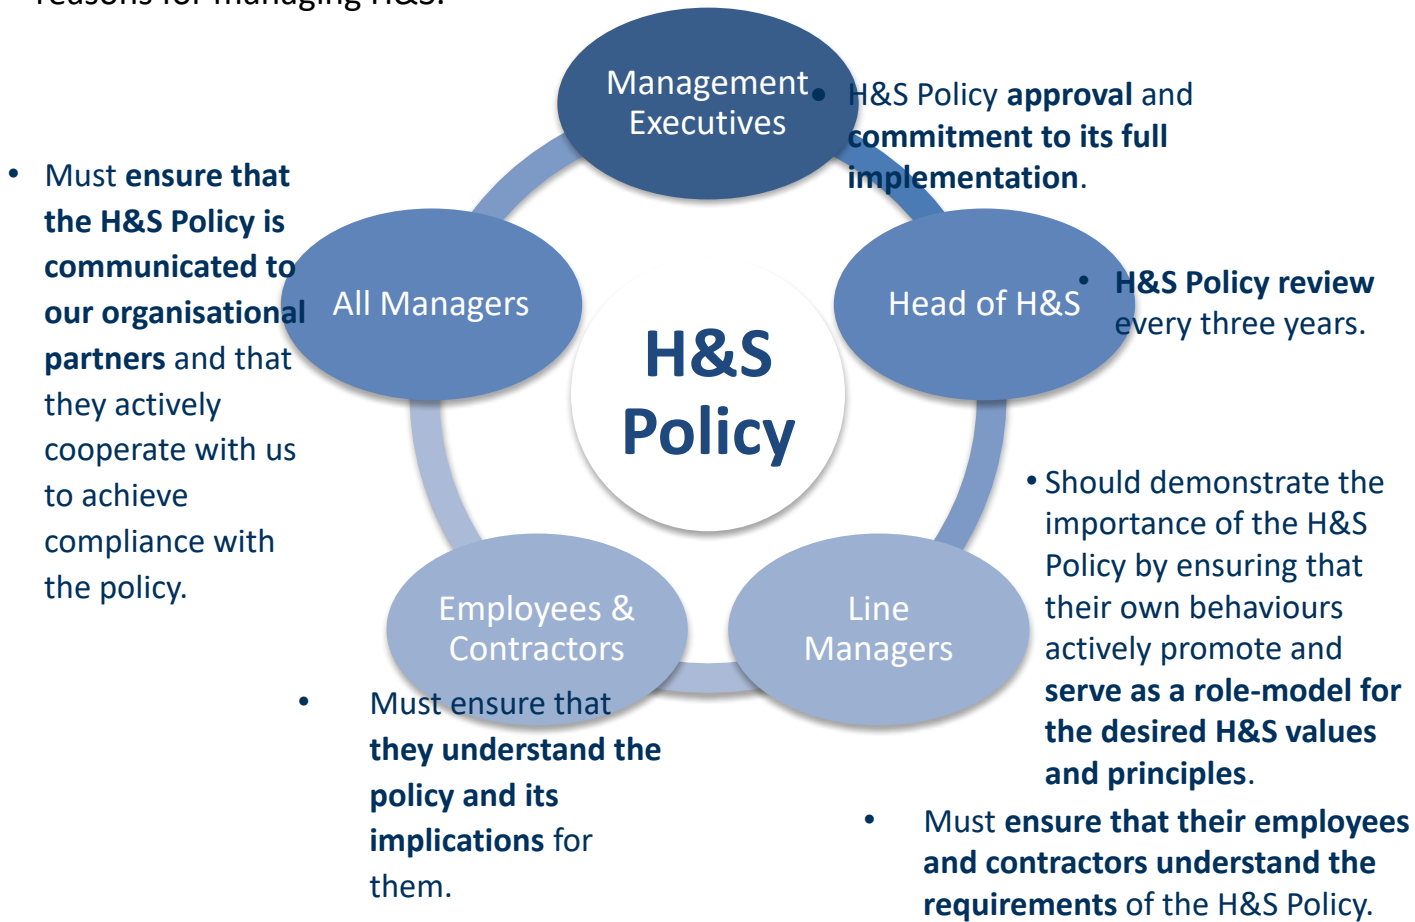 reasons for managing H&S.
Management
Executives
• H&S Policy approval and
commitment to its full
implementation.
• Must ensure that
the H&S Policy is
communicated to
our organisational
partners and that
they actively
cooperate with us
to achieve
compliance with
the policy.
All Managers
Head of H&S
• H&S Policy review
every three years.
H&S
Policy
• Should demonstrate the
importance of the H&S
Policy by ensuring that
their own behaviours
actively promote and
serve as a role-model for
the desired H&S values
and principles.
Employees &
Contractors
Line
Managers
• Must ensure that
they understand the
policy and its
implications for
them.
• Must ensure that their employees
and contractors understand the
requirements of the H&S Policy.